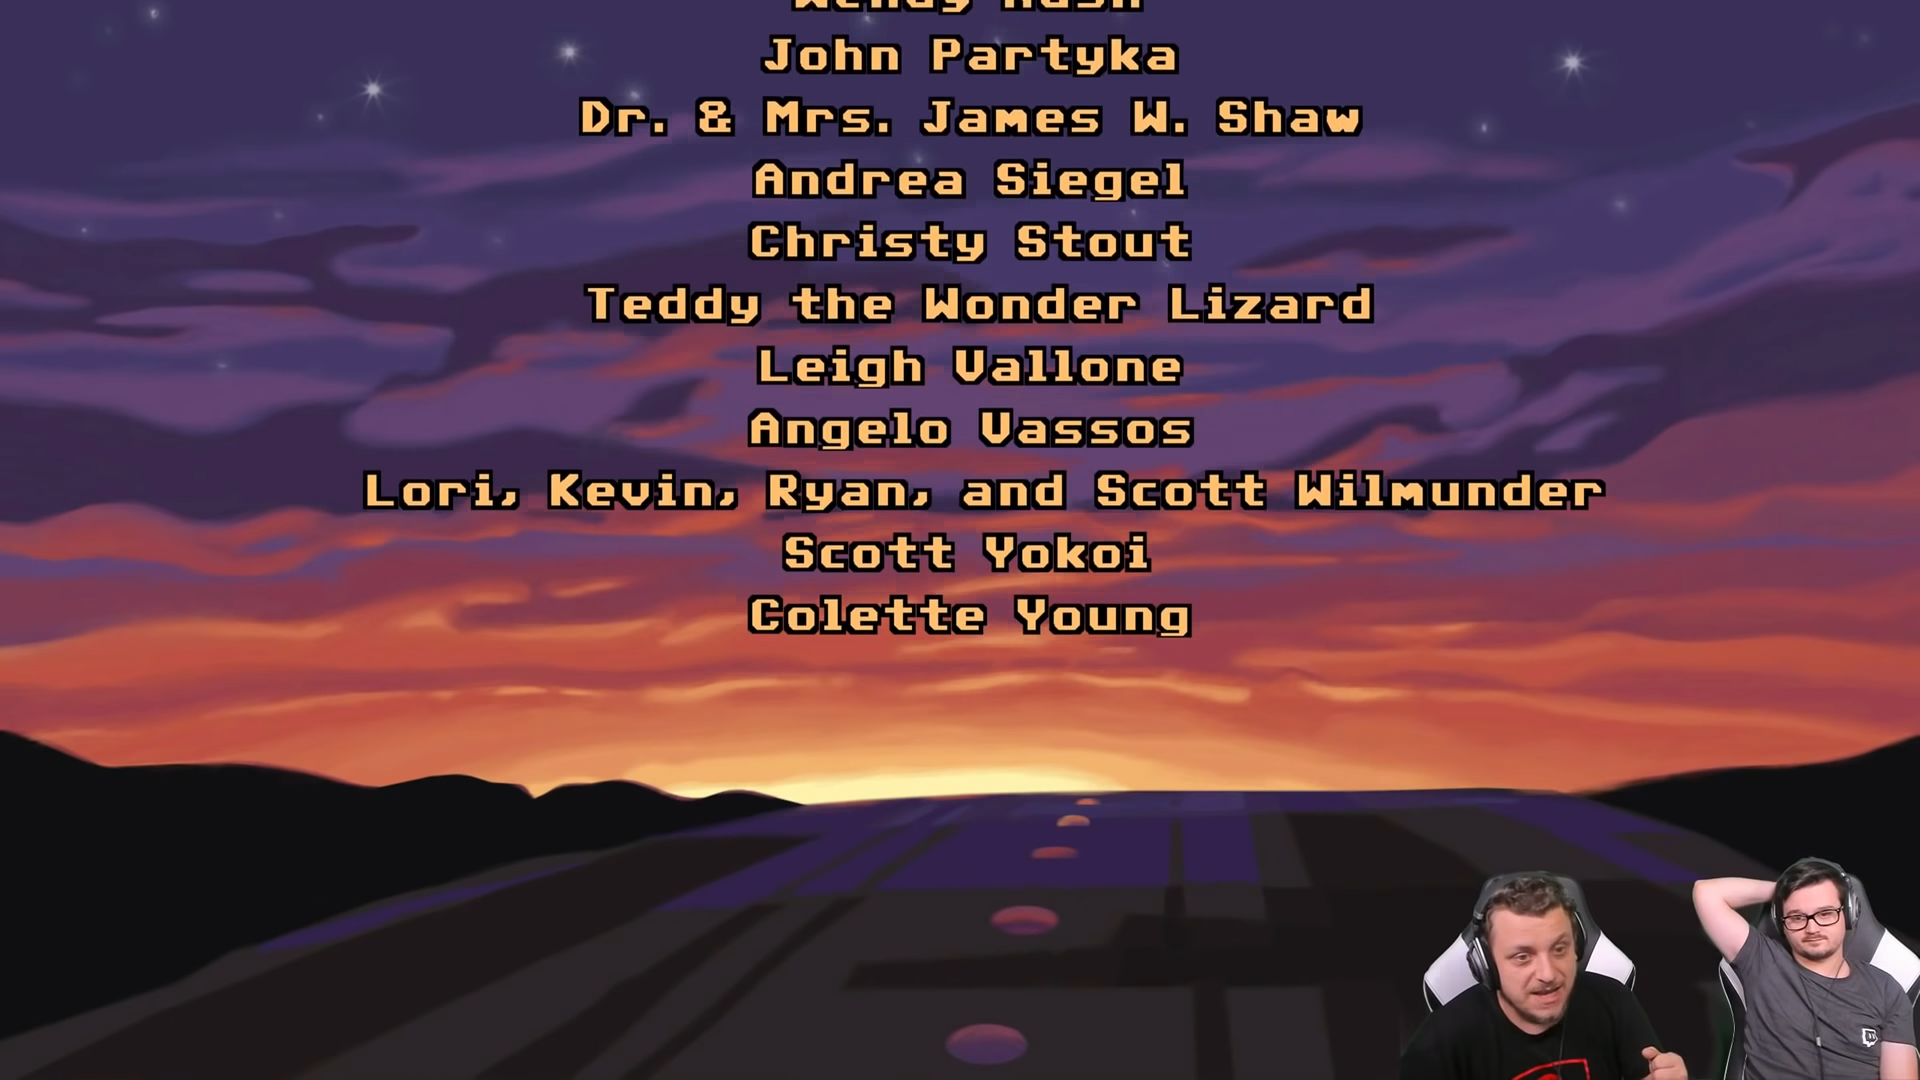 John Partyka
Dr. & Mrs. James W. Shaw
Andrea Siegel
Christy Stout
Teddy the Wonder Lizard
Leigh Vallone
Angelo Vassos
Lori, Kevin, Ryan, and Scott Wilmunder
Scott Yokoi
Colette Young